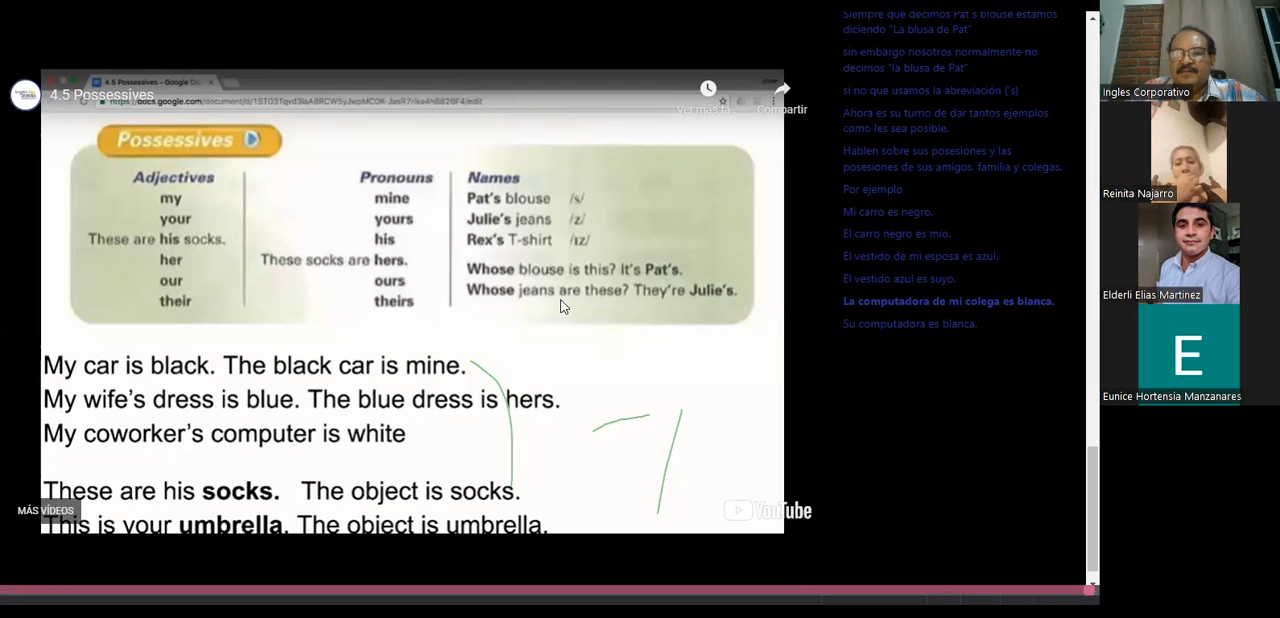 4.5 Possessives - Google Do
4.5 Possessives
Ver más ta...
Compartir
Possessives
Adjectives
my
your
These are his socks.
her
our
their
Pronouns
mine
yours
his
These socks are hers.
ours
theirs
Names
Pat's blouse /s/
Julie's jeans /z/
Rex's T-shirt /ɪz/
Whose blouse is this? It's Pat's.
Whose jeans are these? They're Julie's.
My car is black. The black car is mine.
My wife's dress is blue. The blue dress is hers.
My coworker's computer is white
These are his socks. The object is socks.
MÁS VÍDEOS
This is your umbrella. The object is umbrella.
YouTube
Siempre que decimos Pat's blouse estamos
diciendo "La blusa de Pat"
sin embargo nosotros normalmente no
decimos "la blusa de Pat"
si no que usamos la abreviación ('s)
Ahora es su turno de dar tantos ejemplos
como les sea posible.
Hablen sobre sus posesiones y las
posesiones de sus amigos, familia y colegas.
Por ejemplo
Mi carro es negro.
El carro negro es mío.
El vestido de mi esposa es azul.
El vestido azul es suyo.
La computadora de mi colega es blanca.
Su computadora es blanca.
Ingles Corporativo
Reinita Najarro
Elderli Elias Martínez
E
Eunice Hortensia Manzanares